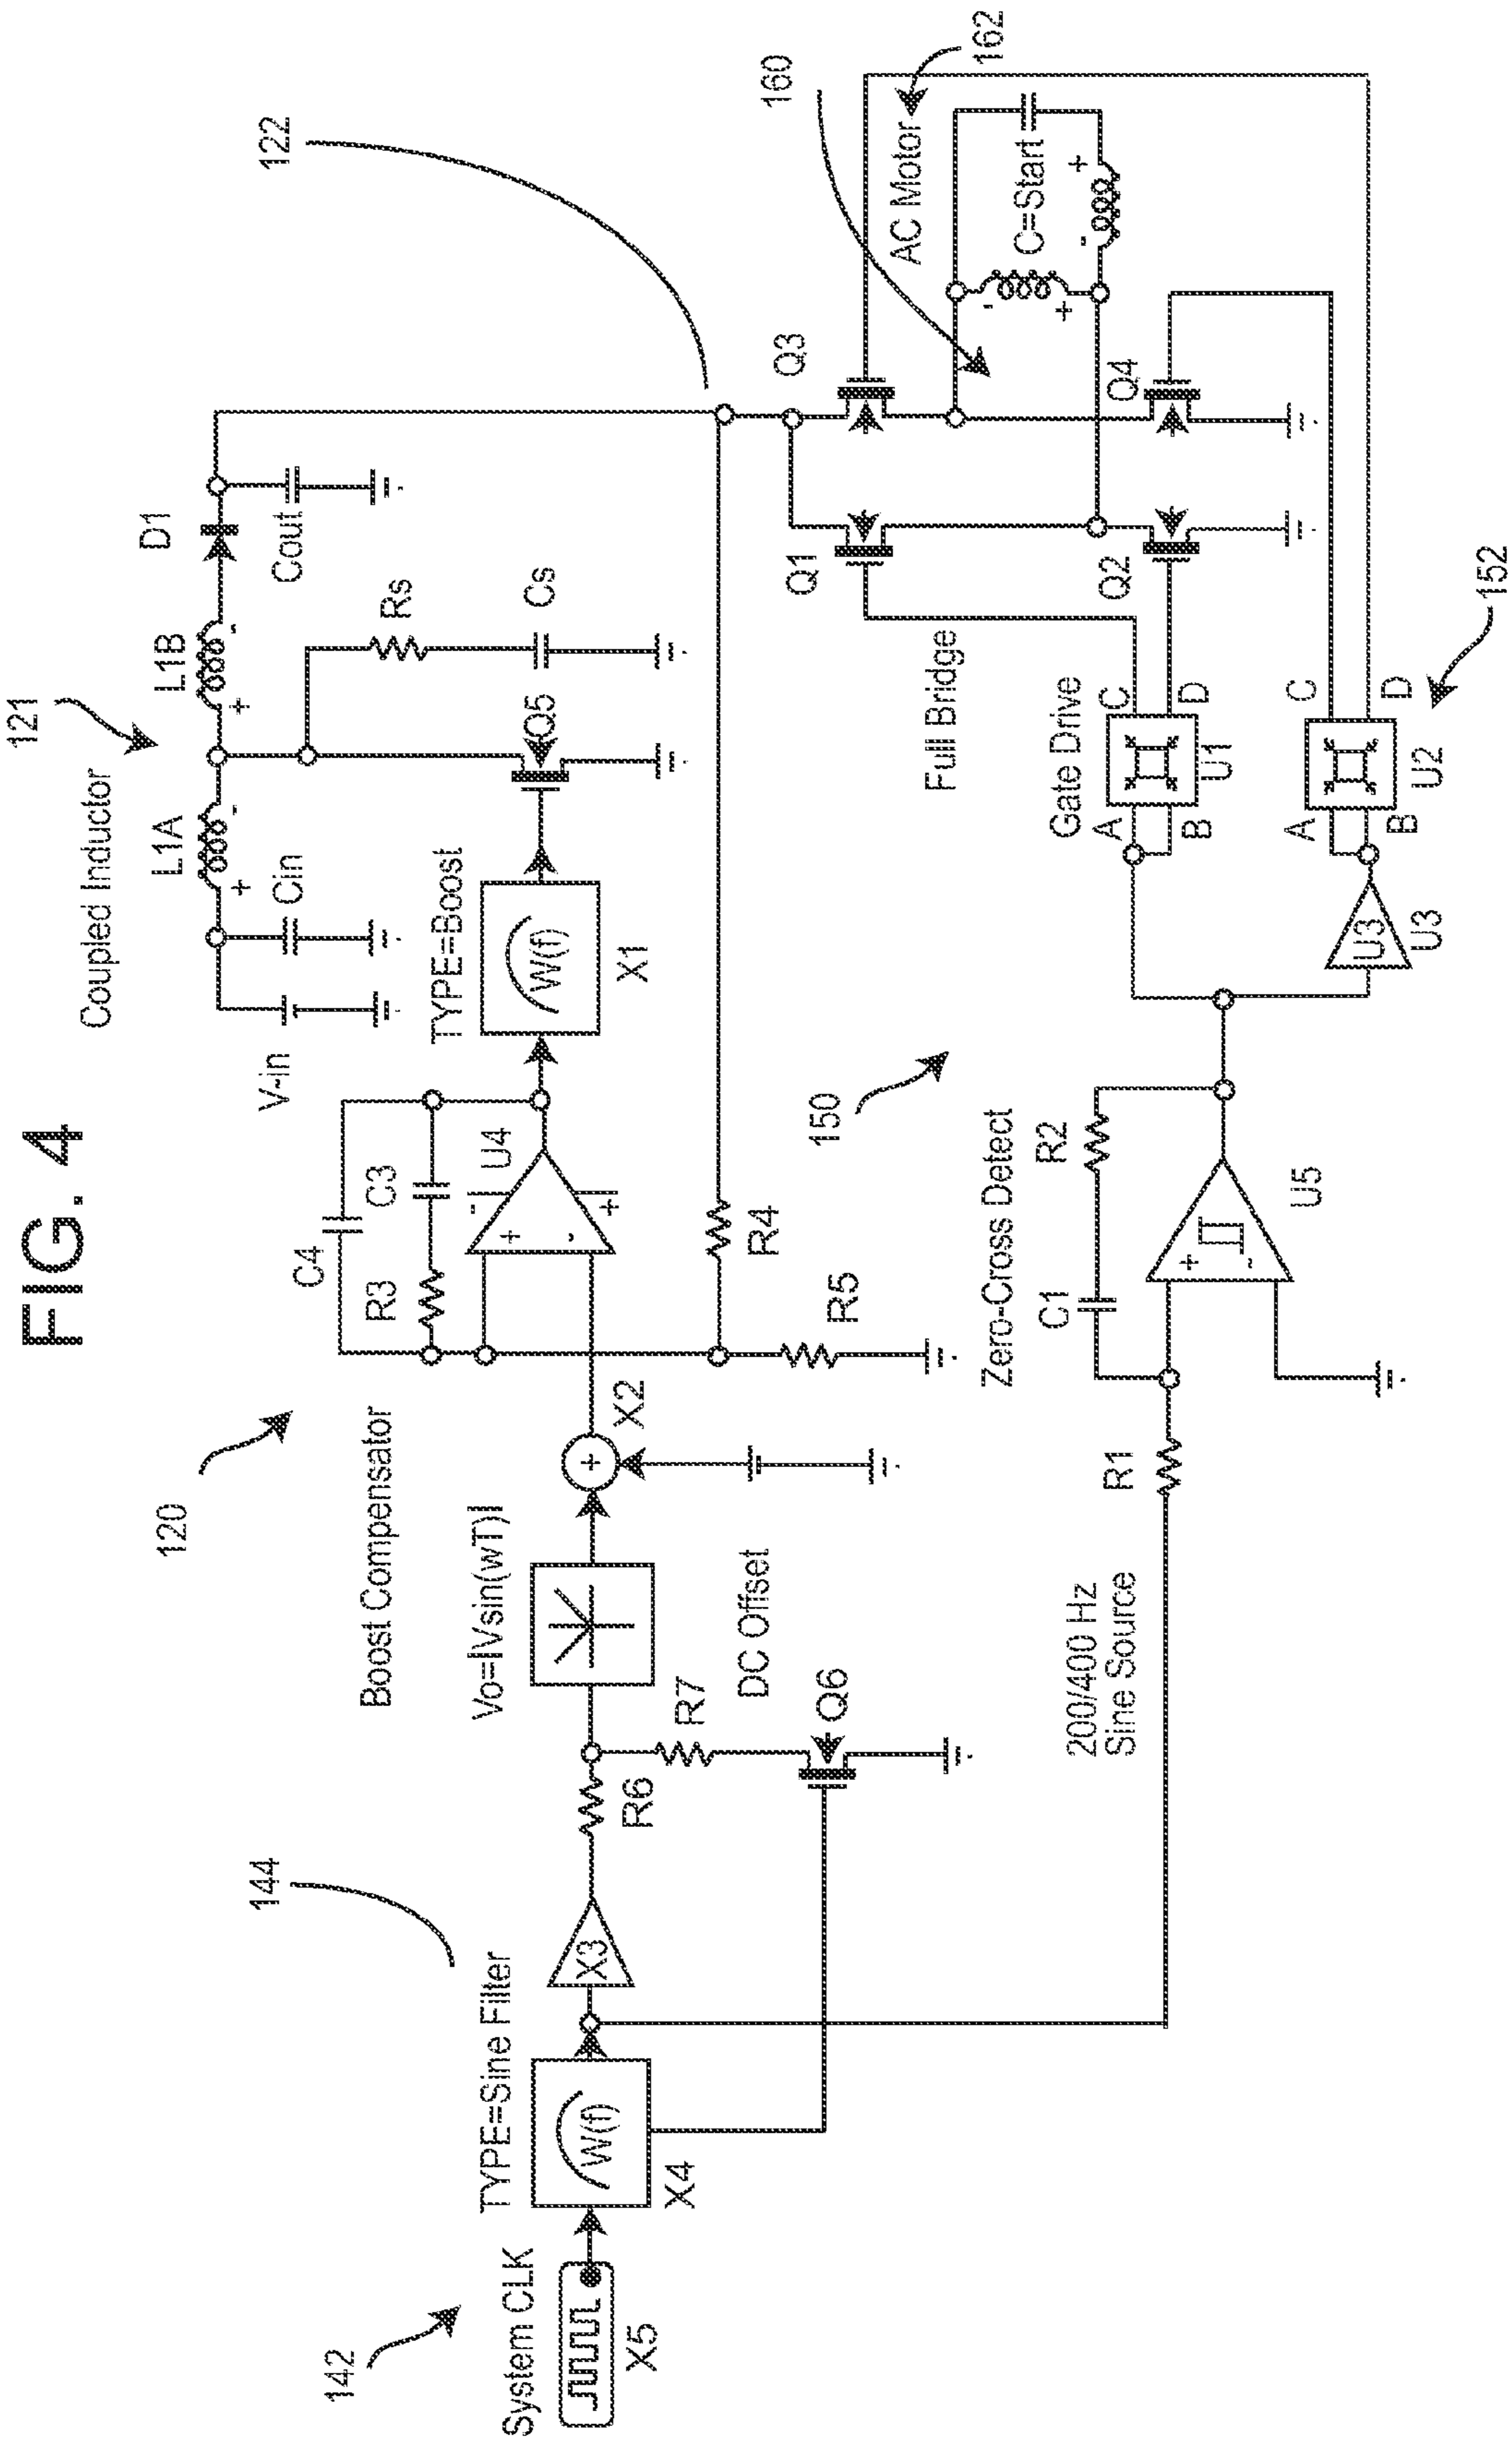 FIG. 4
Coupled Inductor
121
L1A
L1B
D1
+
-
+
-
V-in
Cin
Cout
122
Rs
Cs
Q5
TYPE=Boost
W(f)
X1
120
Boost Compensator
C4
R3
C3
U4
+
-
-
+
R4
R5
X2
+
Vo=|Vsin(wT)|
DC Offset
144
TYPE=Sine Filter
142
System CLK
X5
W(f)
X4
X3
R6
R7
Q6
200/400 Hz
Sine Source
150
Zero-Cross Detect
R1
C1
R2
+
-
U5
U3
U3
Full Bridge
Gate Drive
A
B
C
D
U1
A
B
C
D
U2
152
Q1
Q2
Q3
Q4
160
162
AC Motor
C=Start
-
+
-
+